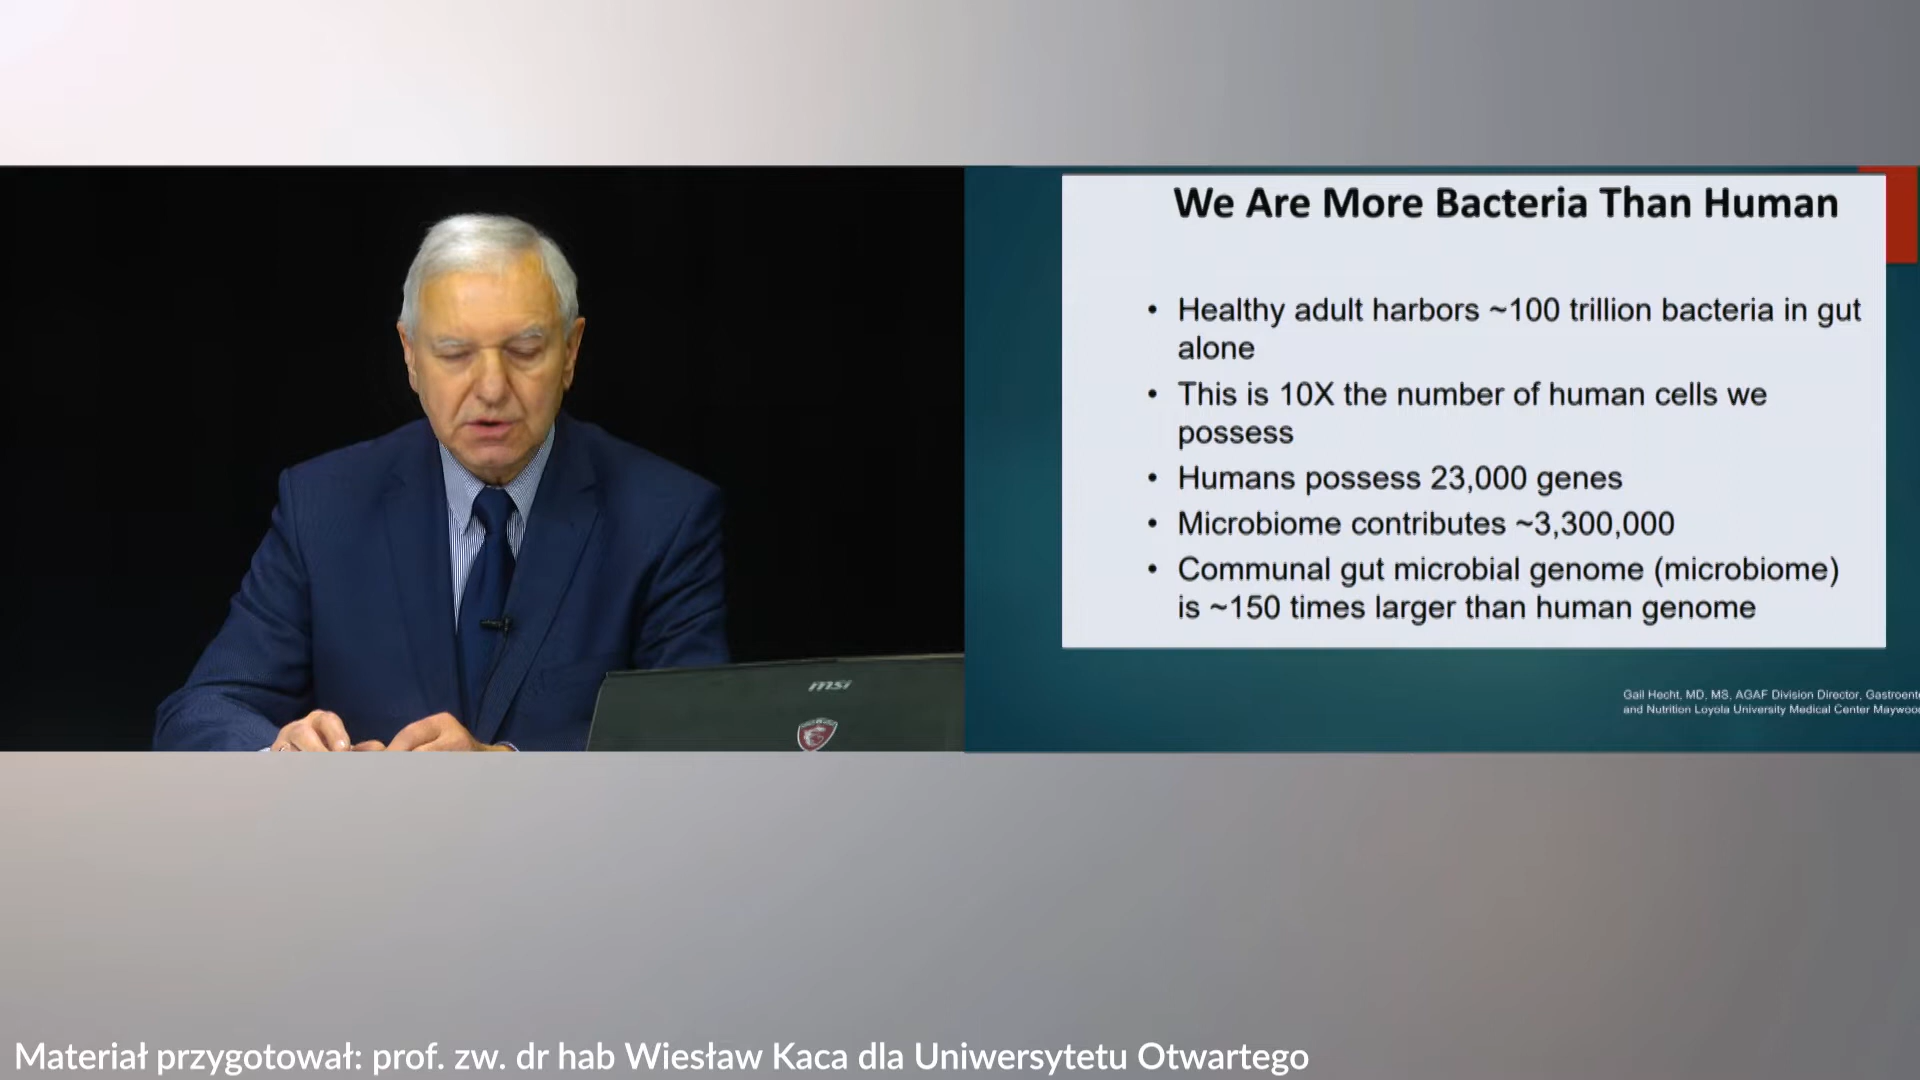 We Are More Bacteria Than Human
• Healthy adult harbors ~100 trillion bacteria in gut
alone
• This is 10X the number of human cells we
possess
• Humans possess 23,000 genes
• Microbiome contributes ~3,300,000
• Communal gut microbial genome (microbiome)
is ~150 times larger than human genome
msi
Gail Hecht, MD, MS, AGAF Division Director,
and Nutrition Loyola University Medical Center
Materiał przygotował: prof. zw. dr hab Wiesław Kaca dla Uniwersytetu Otwartego